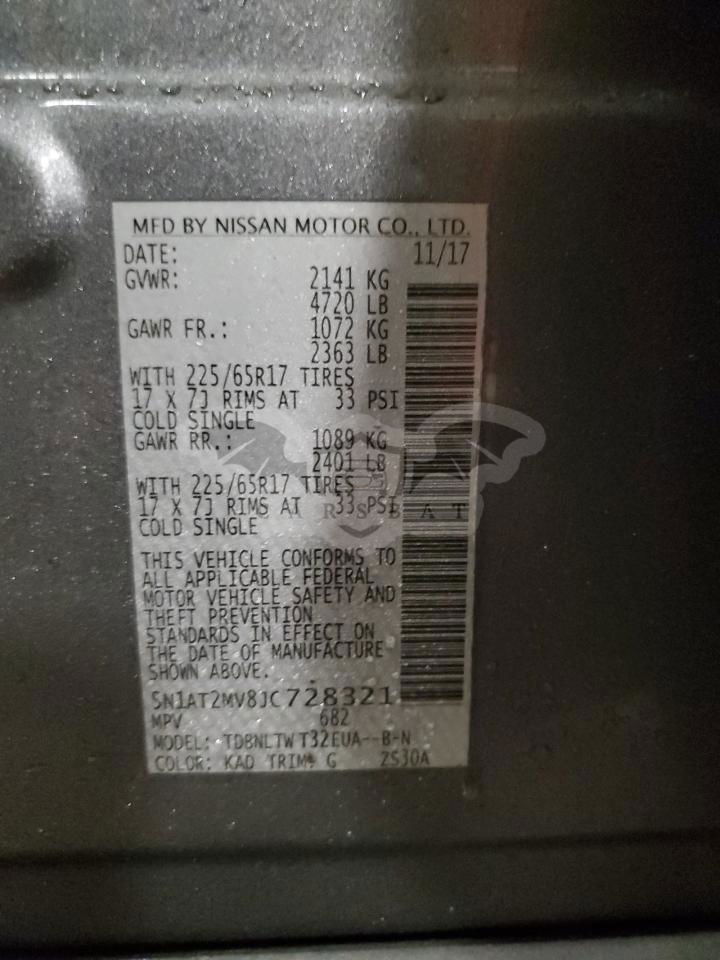 MFD BY NISSAN MOTOR CO., LTD.
DATE: 11/17
GVWR: 2141 KG
4720 LB
GAWR FR.: 1072 KG
2363 LB
WITH 225/65R17 TIRES
17 X 7J RIMS AT 33 PSI
COLD SINGLE
GAWR RR.: 1089 KG
2401 LB
WITH 225/65R17 TIRES
17 X 7J RIMS AT 33 PSI
COLD SINGLE
CARSBAT
THIS VEHICLE CONFORMS TO
ALL APPLICABLE FEDERAL
MOTOR VEHICLE SAFETY AND
THEFT PREVENTION
STANDARDS IN EFFECT ON
THE DATE OF MANUFACTURE
SHOWN ABOVE.
5N1AT2MV8JC728321
MPV 682
MODEL: TDBNLTWT32EUA--B-N
COLOR: KAD TRIM: G 2S30A